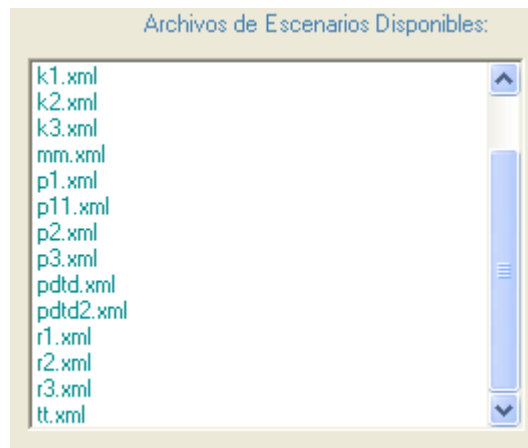 Archivos de Escenarios Disponibles:
k1.xml
k2.xml
k3.xml
mm.xml
p1.xml
p11.xml
p2.xml
p3.xml
pdtd.xml
pdtd2.xml
r1.xml
r2.xml
r3.xml
tt.xml